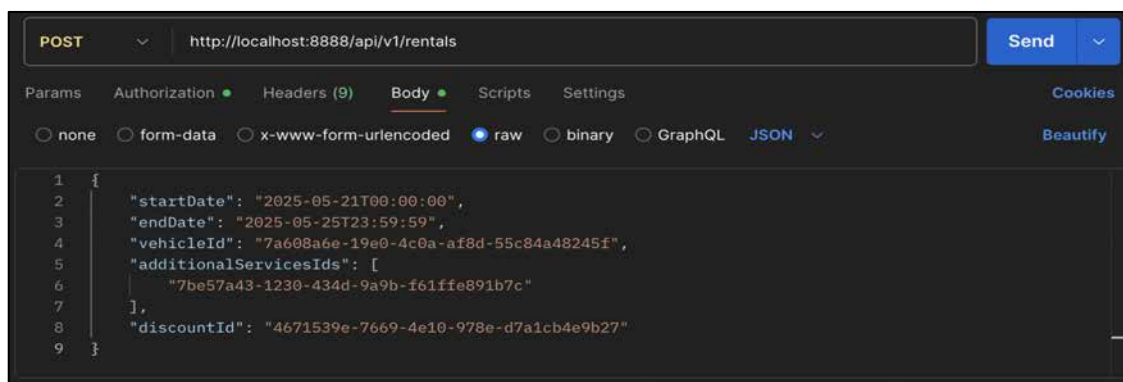 POST http://localhost:8888/api/v1/rentals Send
Params Authorization Headers (9) Body Scripts Settings Cookies
none form-data x-www-form-urlencoded raw binary GraphQL JSON Beautify
1 {
2 "startDate": "2025-05-21T00:00:00",
3 "endDate": "2025-05-25T23:59:59",
4 "vehicleId": "7a608a6e-19e0-4c0a-af8d-55c84a48245f",
5 "additionalServicesIds": [
6 "7be57a43-1230-434d-9a9b-f61ffe891b7c"
7 ],
8 "discountId": "4671539e-7669-4e10-978e-d7a1cb4e9b27"
9 }